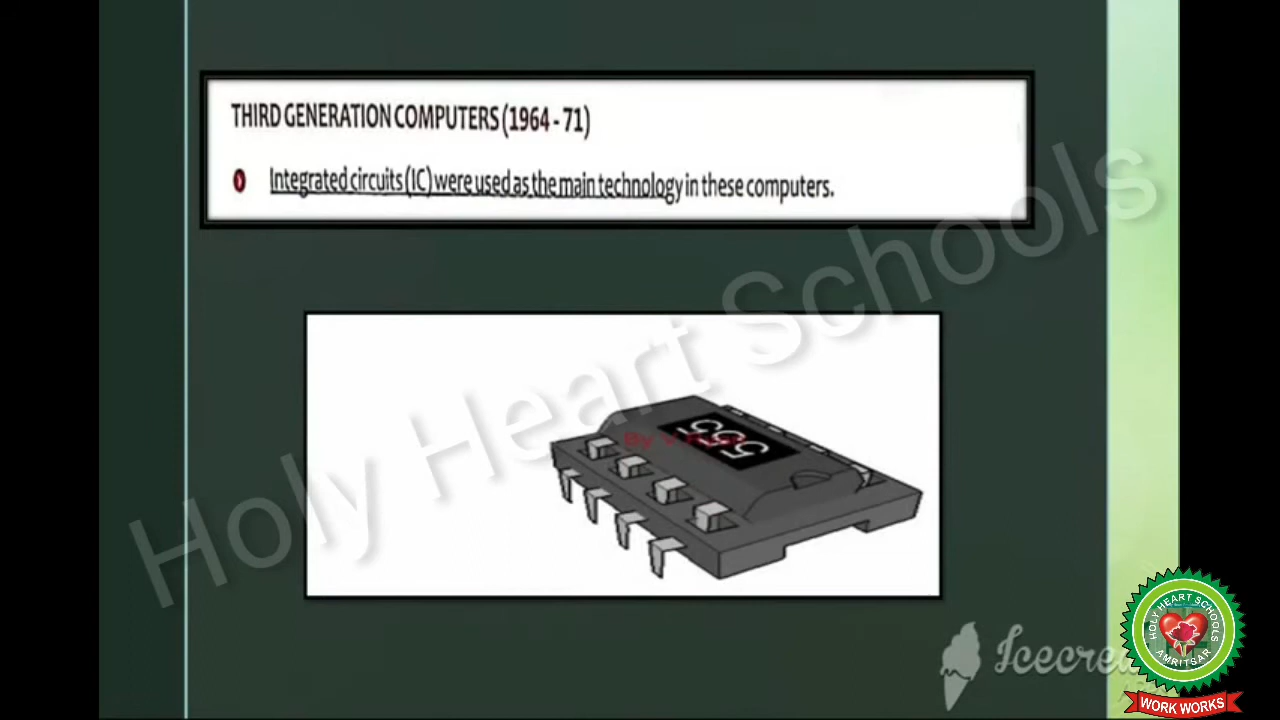 THIRD GENERATION COMPUTERS (1964 - 71)
Integrated circuits (IC) were used as the main technology in these computers.
Holy Heart Schools
555
By V
HOLY HEART SCHOOLS
AMRITSAR
WORK WORKS